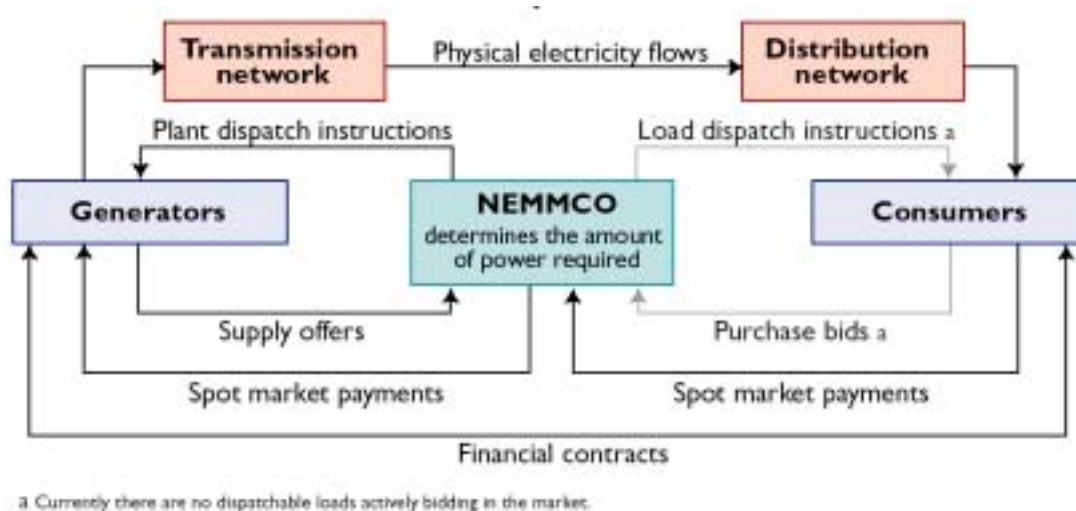 Transmission
network
Physical electricity flows
Distribution
network
Plant dispatch instructions
Load dispatch instructions a
Generators
NEMMCO
determines the amount
of power required
Consumers
Supply offers
Purchase bids a
Spot market payments
Spot market payments
Financial contracts
a Currently there are no dispatchable loads actively bidding in the market.